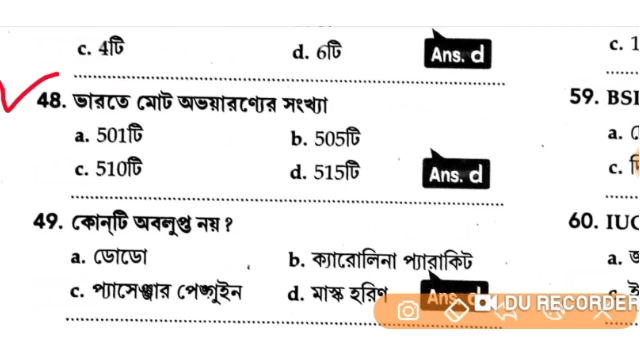 c. 4টি d. 6টি Ans. d
48. ভারতে মোট অভয়ারণ্যের সংখ্যা
a. 501টি b. 505টি
c. 510টি d. 515টি Ans. d
49. কোন্‌টি অবলুপ্ত নয় ?
a. ডোডো b. ক্যারোলিনা প্যারাকিট
c. প্যাসেঞ্জার পেঙ্গুইন d. মাস্ক হরিণ Ans. d
DU RECORDER
c. 1
59. BSI
a.
c.
60. IUC
a.